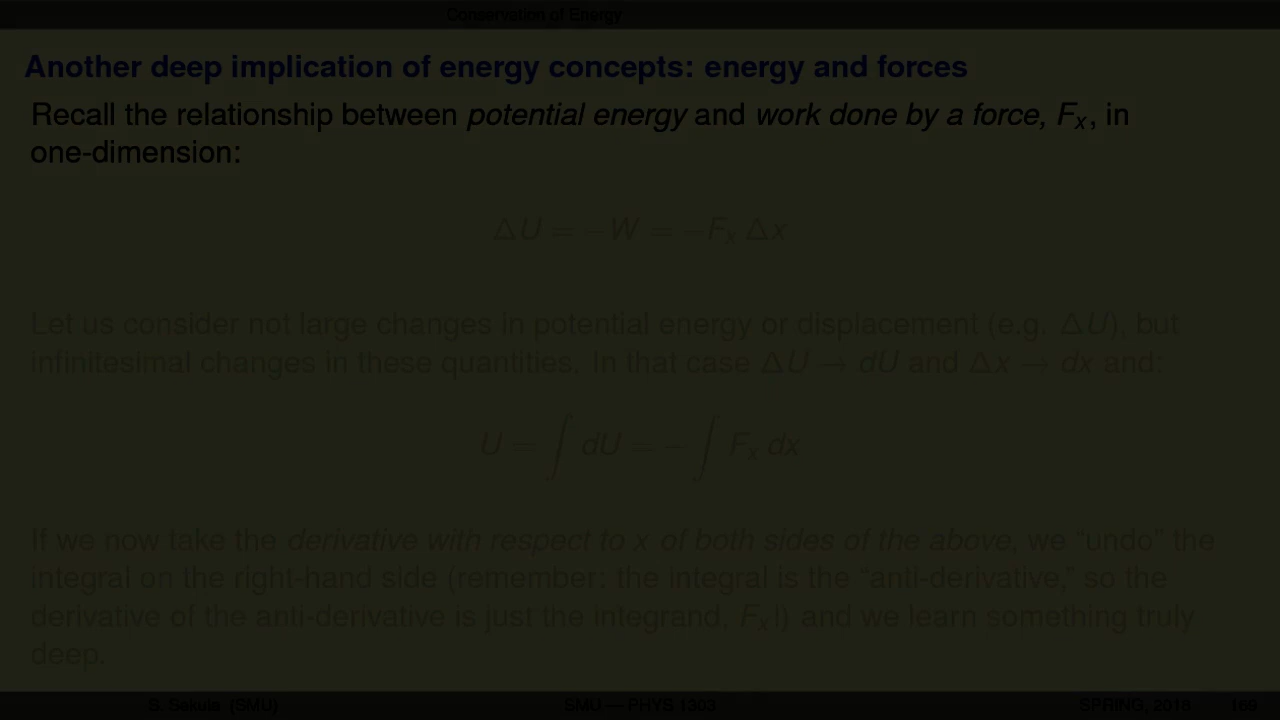 Conservation of Energy
Another deep implication of energy concepts: energy and forces
Recall the relationship between potential energy and work done by a force, Fₓ, in
one-dimension:
ΔU = − W = −Fₓ Δx
Let us consider not large changes in potential energy or displacement (e.g. ΔU), but
infinitesimal changes in these quantities. In that case ΔU → dU and Δx → dx and:
U = ∫ dU = − ∫ Fₓ dx
If we now take the derivative with respect to x of both sides of the above, we “undo” the
integral on the right-hand side (remember: the integral is the “anti-derivative,” so the
derivative of the anti-derivative is just the integrand, Fₓ!) and we learn something truly
deep.
S. Sekula (SMU) SMU — PHYS 1303 SPRING, 2018 169